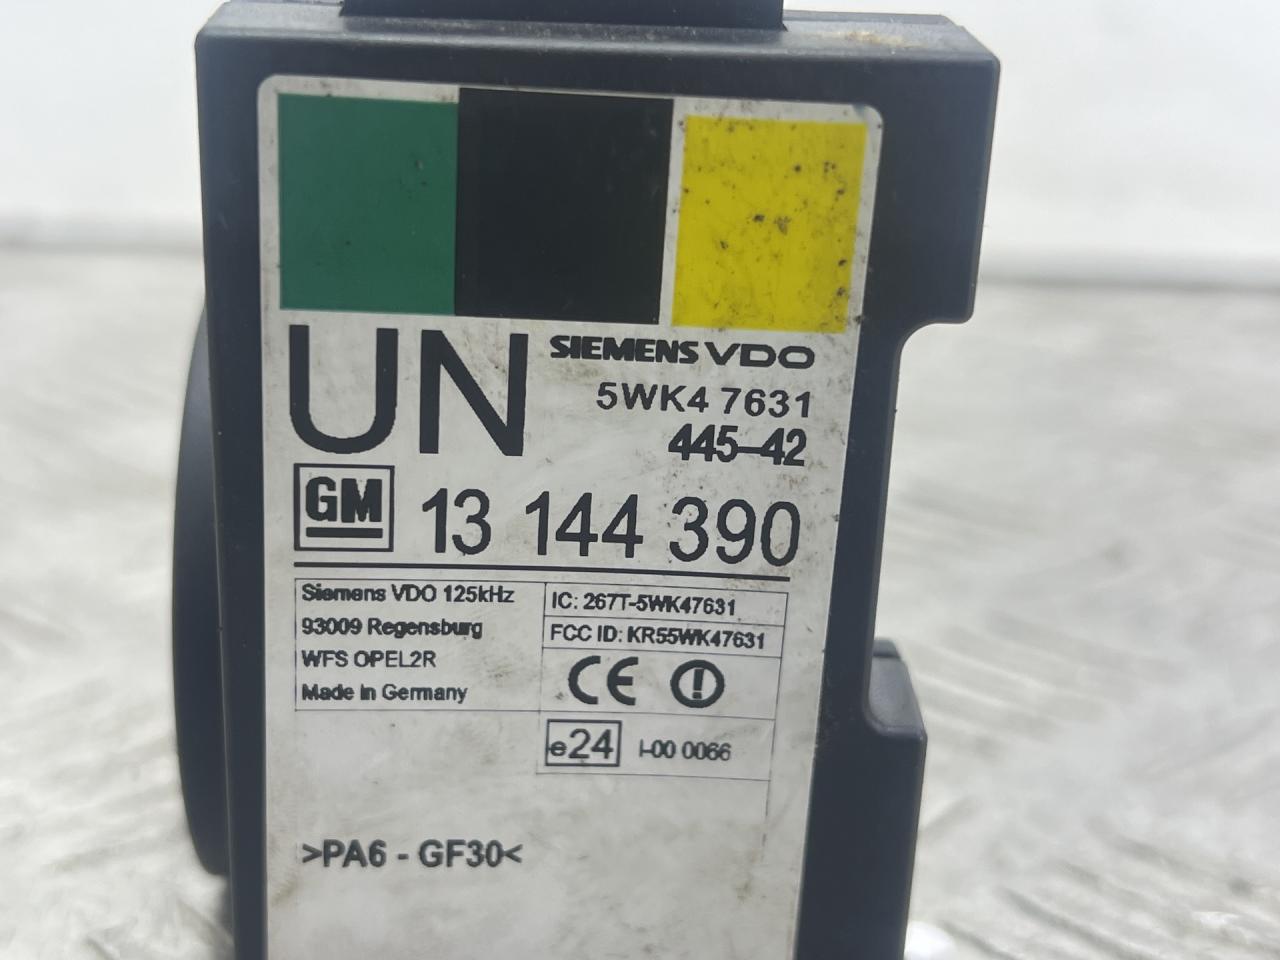 UN
SIEMENS VDO
5WK4 7631
445-42
GM 13 144 390
Siemens VDO 125kHz
93009 Regensburg
WFS OPEL2R
Made in Germany
IC: 267T-5WK47631
FCC ID: KR55WK47631
CE
e24 I-00 0066
>PA6 - GF30<